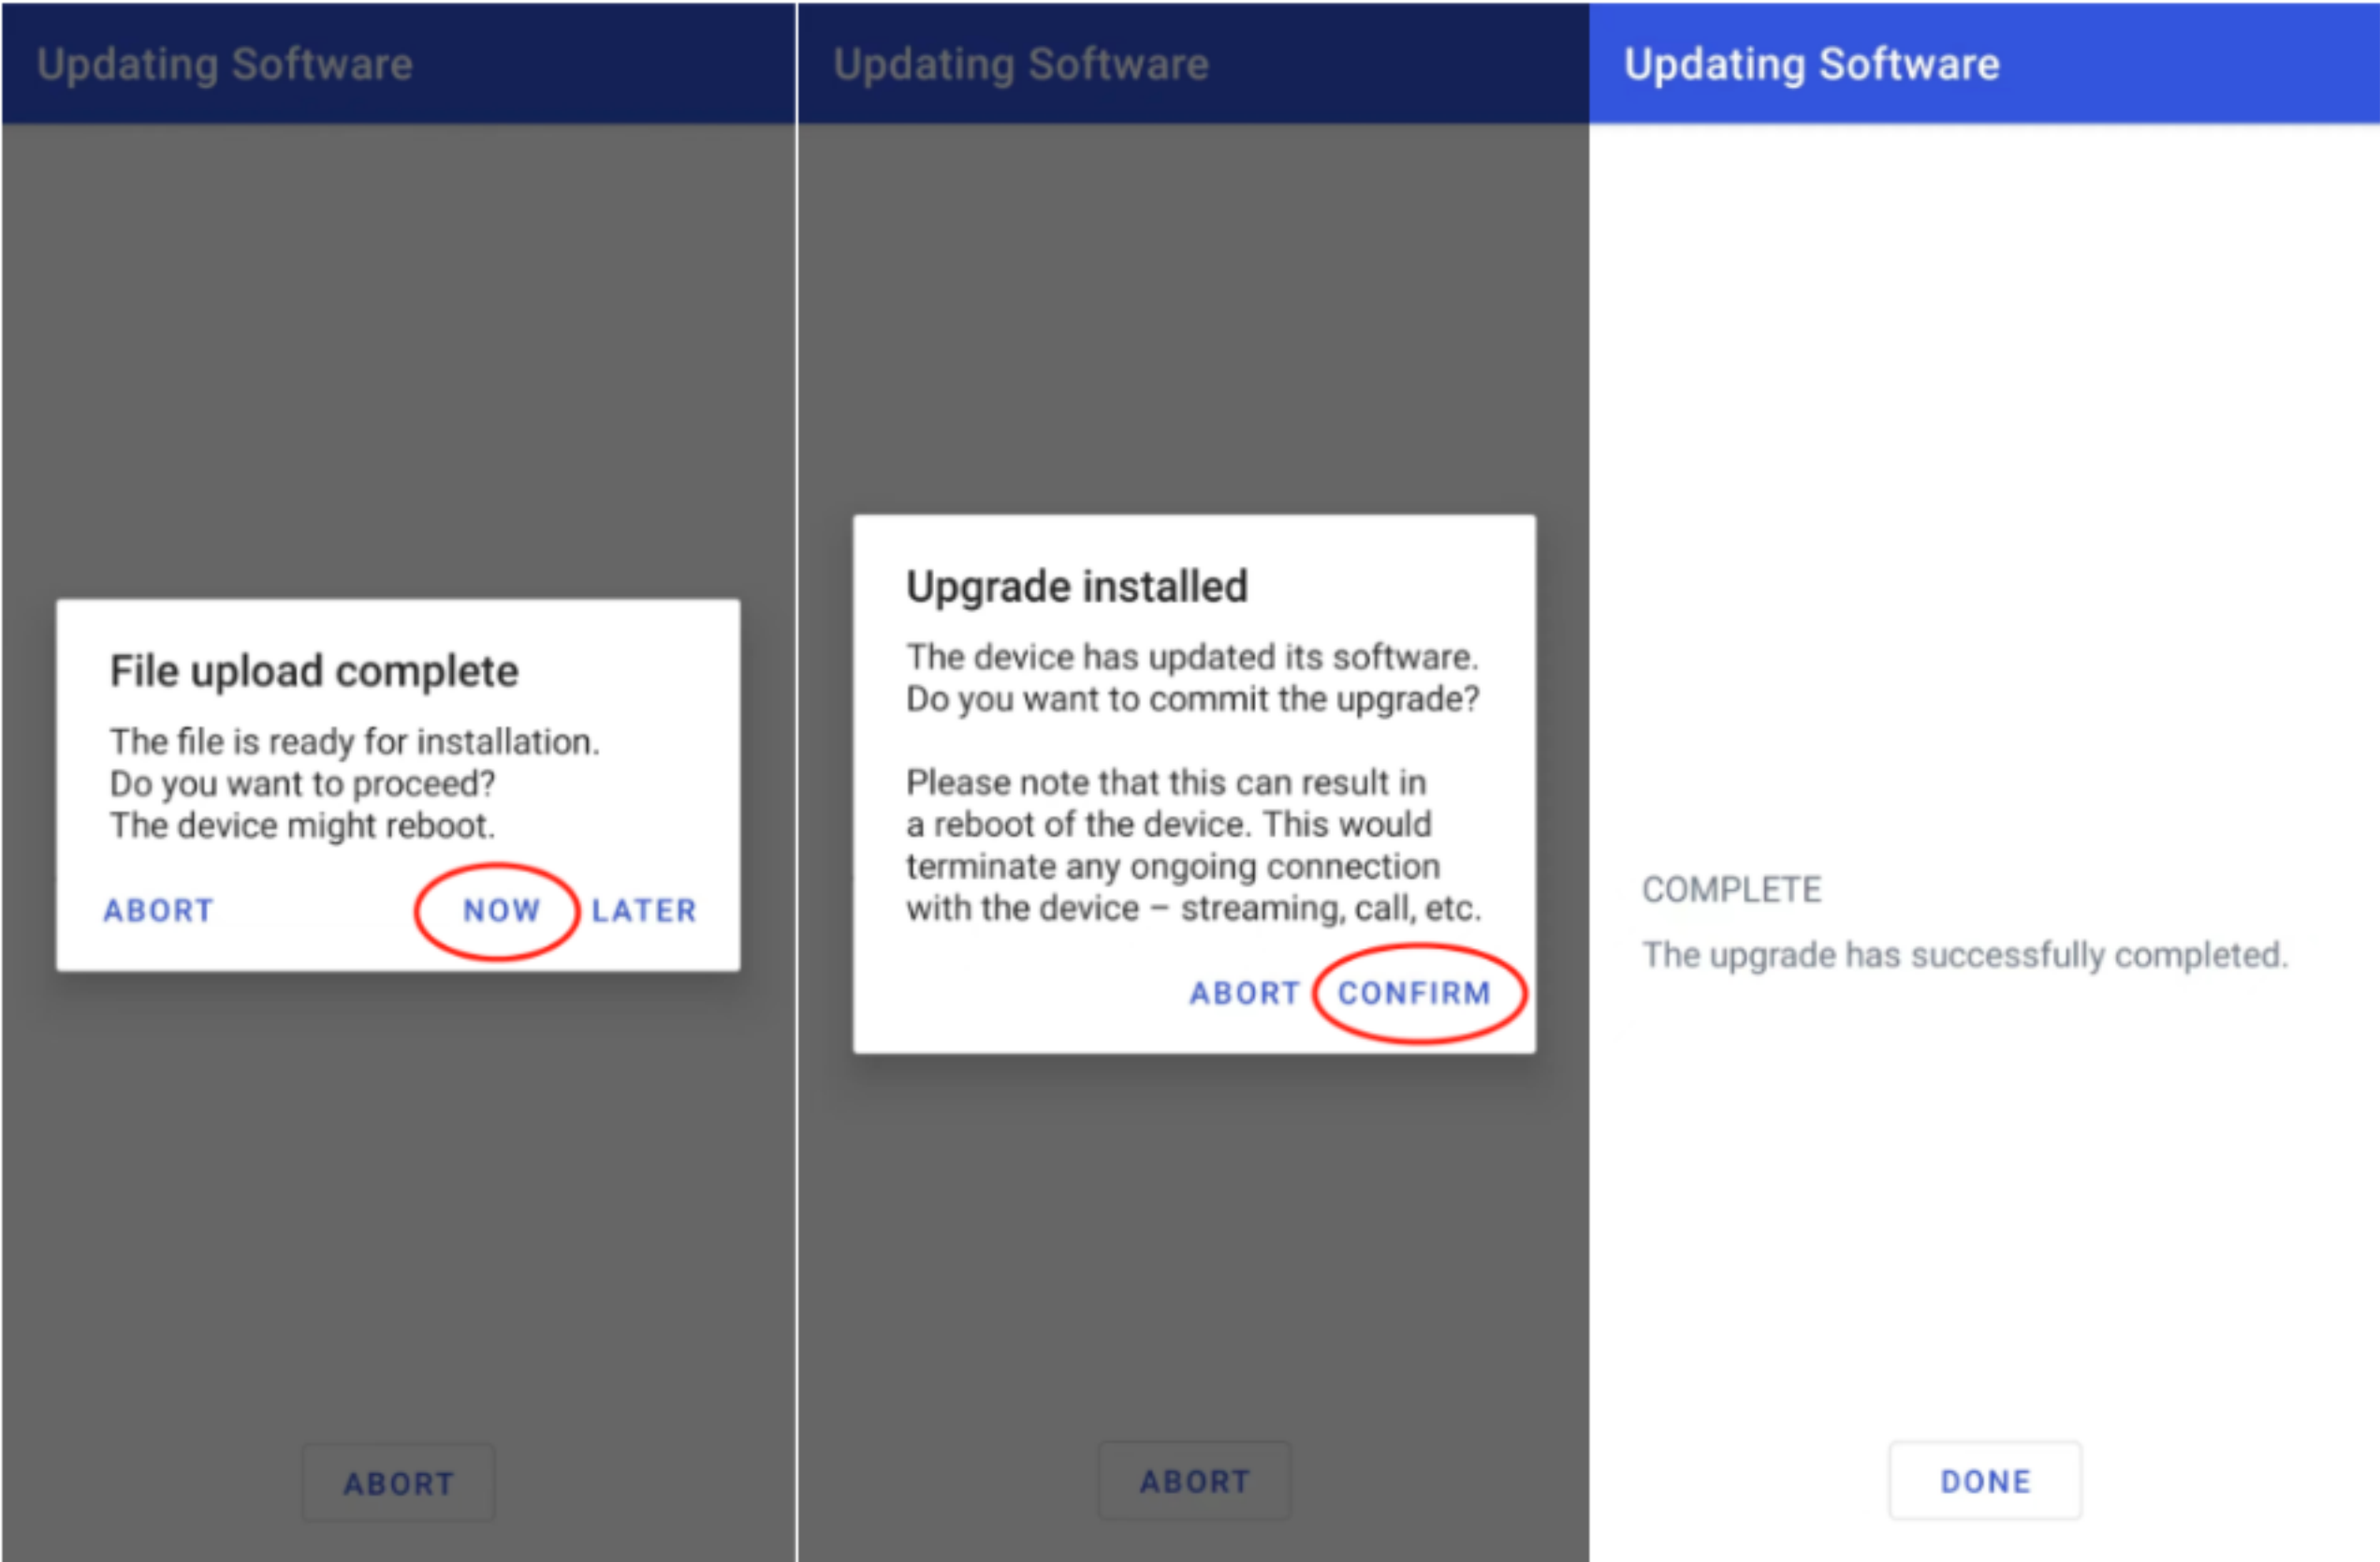 Updating Software
File upload complete
The file is ready for installation.
Do you want to proceed?
The device might reboot.
ABORT NOW LATER
ABORT
Updating Software
Upgrade installed
The device has updated its software.
Do you want to commit the upgrade?
Please note that this can result in
a reboot of the device. This would
terminate any ongoing connection
with the device – streaming, call, etc.
ABORT CONFIRM
ABORT
Updating Software
COMPLETE
The upgrade has successfully completed.
DONE